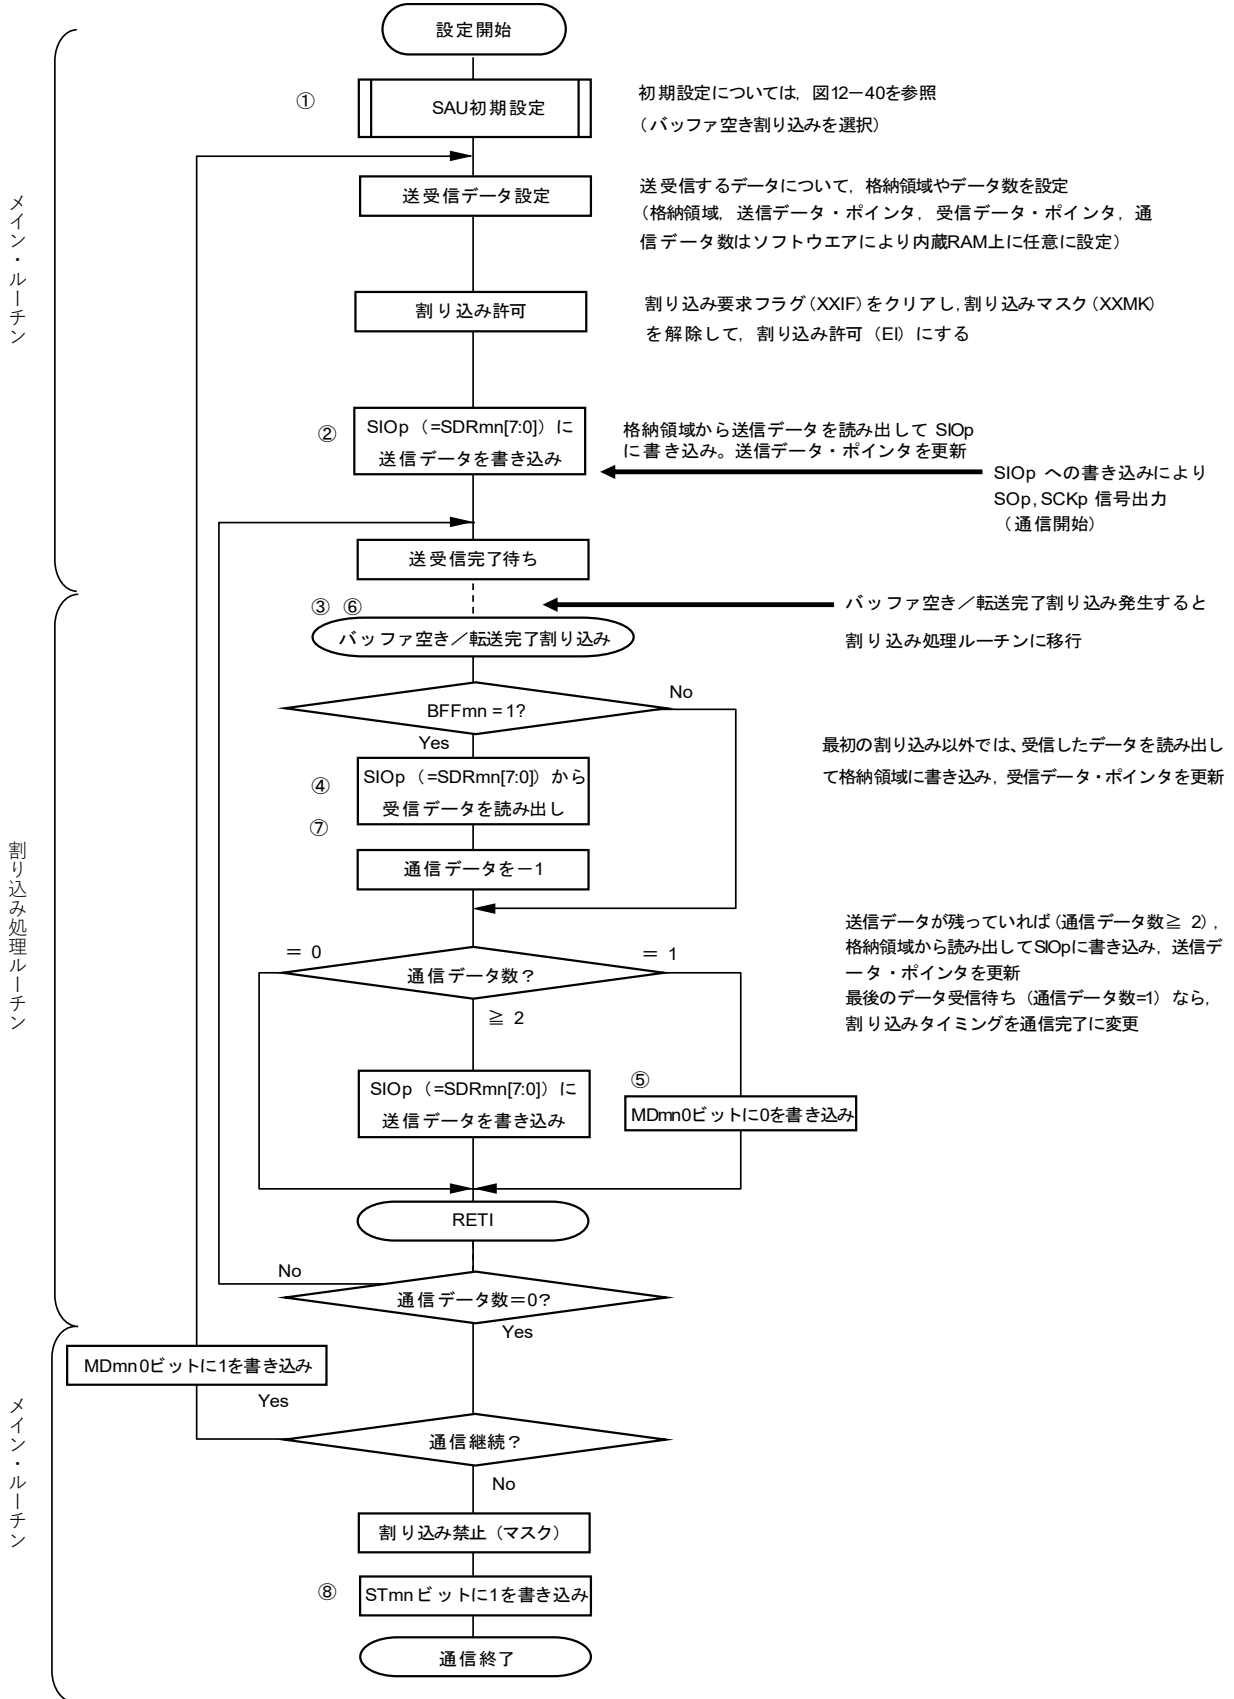 設定開始
①
SAU初期設定
初期設定については,図12－40を参照
（バッファ空き割り込みを選択）
メイン・ルーチン
送受信データ設定
送受信するデータについて,格納領域やデータ数を設定
（格納領域,送信データ・ポインタ,受信データ・ポインタ,通
信データ数はソフトウエアにより内蔵RAM上に任意に設定）
割り込み許可
割り込み要求フラグ(XXIF)をクリアし,割り込みマスク(XXMK)
を解除して,割り込み許可（EI）にする
②
SIOp（=SDRmn[7:0]）に
送信データを書き込み
格納領域から送信データを読み出して SIOp
に書き込み。送信データ・ポインタを更新
SIOp への書き込みにより
SOp,SCKp 信号出力
（通信開始）
送受信完了待ち
③ ⑥
バッファ空き／転送完了割り込み
バッファ空き／転送完了割り込み発生すると
割り込み処理ルーチンに移行
割り込み処理ルーチン
BFFmn = 1?
No
Yes
④
SIOp（=SDRmn[7:0]）から
受信データを読み出し
⑦
最初の割り込み以外では、受信したデータを読み出し
て格納領域に書き込み,受信データ・ポインタを更新
通信データを－1
＝ 0
通信データ数？
＝ 1
≧ 2
送信データが残っていれば(通信データ数≧ 2),
格納領域から読み出してSIOpに書き込み,送信デ
ータ・ポインタを更新
最後のデータ受信待ち（通信データ数=1）なら,
割り込みタイミングを通信完了に変更
SIOp（=SDRmn[7:0]）に
送信データを書き込み
⑤
MDmn0ビットに0を書き込み
RETI
No
通信データ数＝0？
Yes
MDmn0ビットに1を書き込み
Yes
メイン・ルーチン
通信継続？
No
割り込み禁止（マスク）
⑧
STmnビットに1を書き込み
通信終了